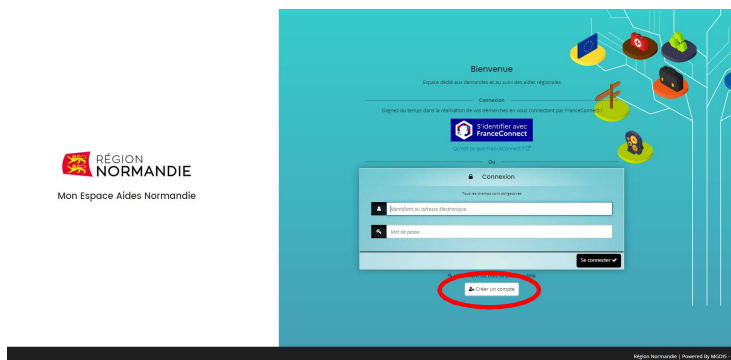 RÉGION
NORMANDIE
Mon Espace Aides Normandie
Bienvenue
Espace dédié aux demandes et au suivi des aides régionales
Connexion
Gagnez du temps dans la réalisation de vos démarches en vous connectant par FranceConnect !
S'identifier avec
FranceConnect
Qu'est-ce que FranceConnect ?
Ou
Connexion
Tous les champs sont obligatoires
Identifiant ou adresse électronique
Mot de passe
Se connecter
Créer un compte
Région Normandie | Powered By MGDIS -